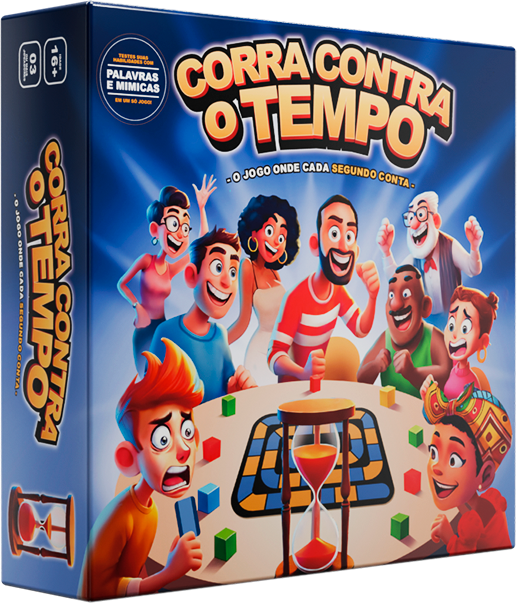 16+
03
TESTES SUAS
HABILIDADES COM
PALAVRAS
E MIMICAS
EM UM SÓ JOGO!
CORRA CONTRA
O TEMPO
- O JOGO ONDE CADA SEGUNDO CONTA -
CORRA CONTRA
O TEMPO
- O JOGO ONDE CADA SEGUNDO CONTA -